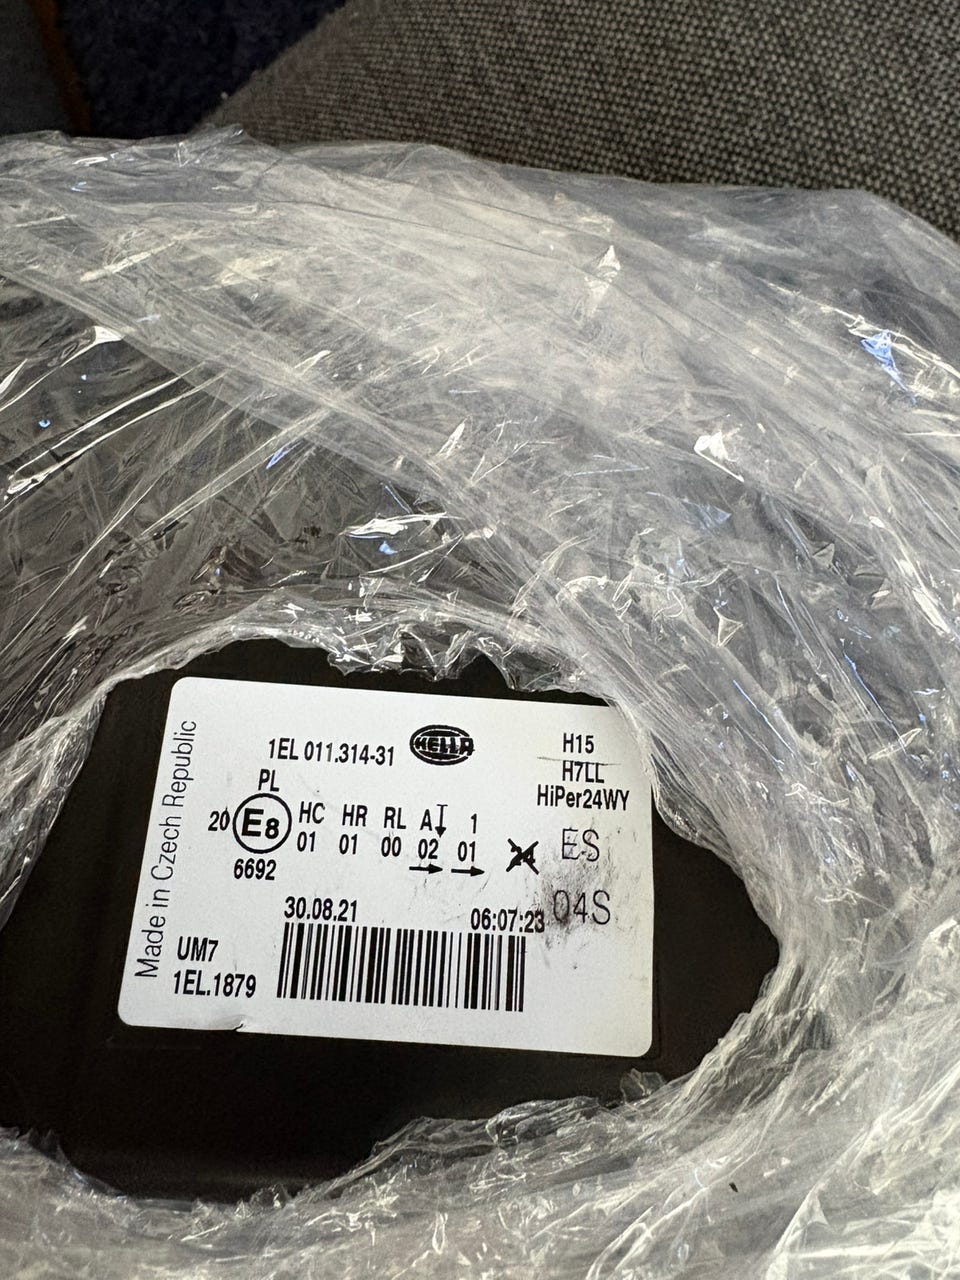 Made in Czech Republic
1EL 011.314-31
HELLA
H15
H7LL
HiPer24WY
PL
20 E8 HC HR RL A 1
01 01 00 02 01
6692
ES
04S
30.08.21 06:07:23
UM7
1EL.1879